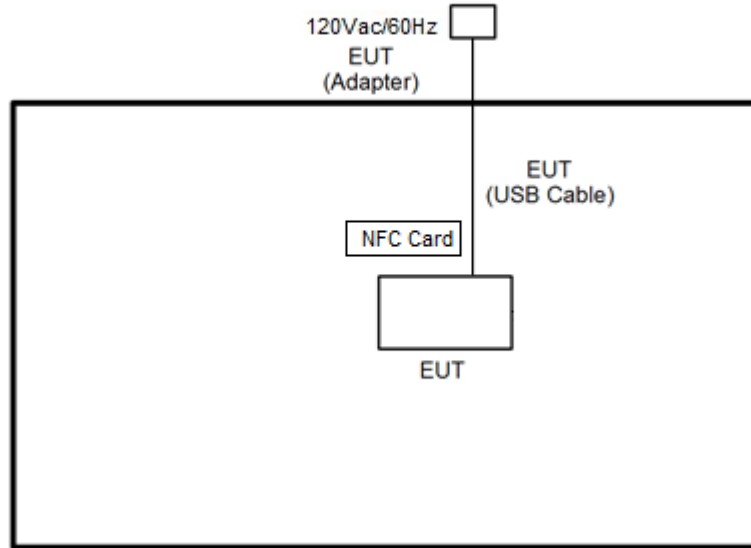 120Vac/60Hz
EUT
(Adapter)
EUT
(USB Cable)
NFC Card
EUT